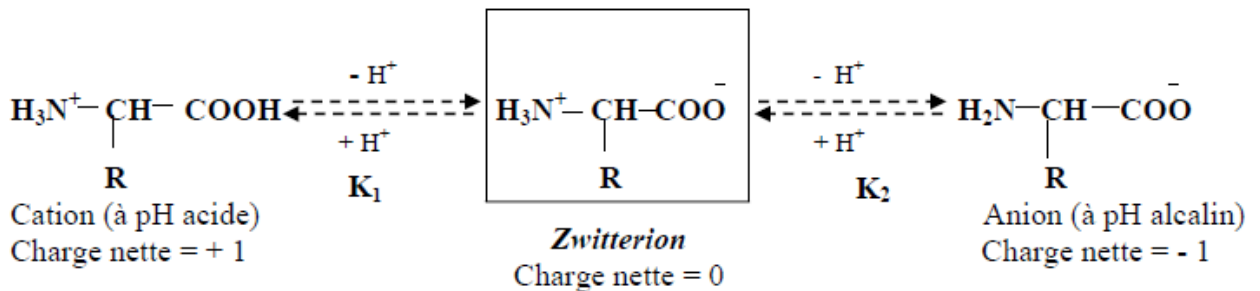 - H⁺ - H⁺
H₃N⁺— CH— COOH H₃N⁺— CH—COO⁻ H₂N— CH —COO⁻
+ H⁺ + H⁺
R K₁ R K₂ R
Cation (à pH acide) Zwitterion Anion (à pH alcalin)
Charge nette = + 1 Charge nette = 0 Charge nette = - 1